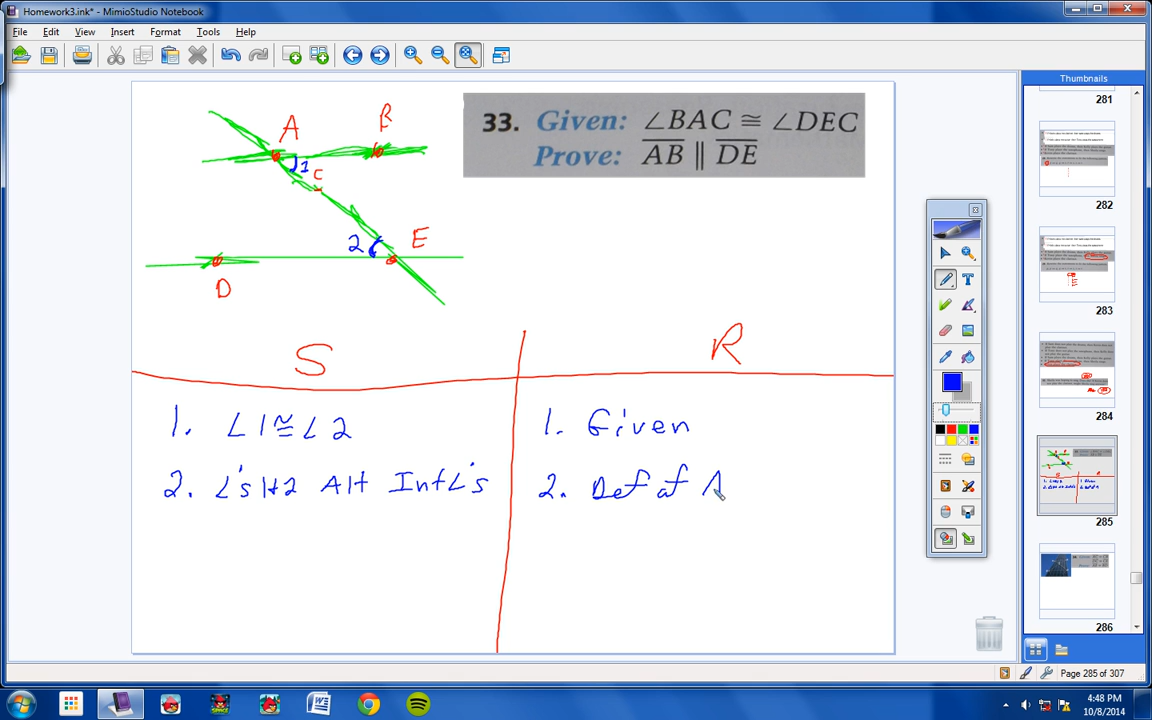 Homework3.ink* - MimioStudio Notebook
File Edit View Insert Format Tools Help
Thumbnails
A B
33. Given: ∠BAC ≅ ∠DEC
Prove: AB ∥ DE
1
C
2 E
D
S R
1. ∠1 ≅ ∠2 1. Given
2. ∠'s 1+2 Alt Int∠'s 2. Def of A
281
282
283
284
285
286
Page 285 of 307
4:48 PM
10/8/2014